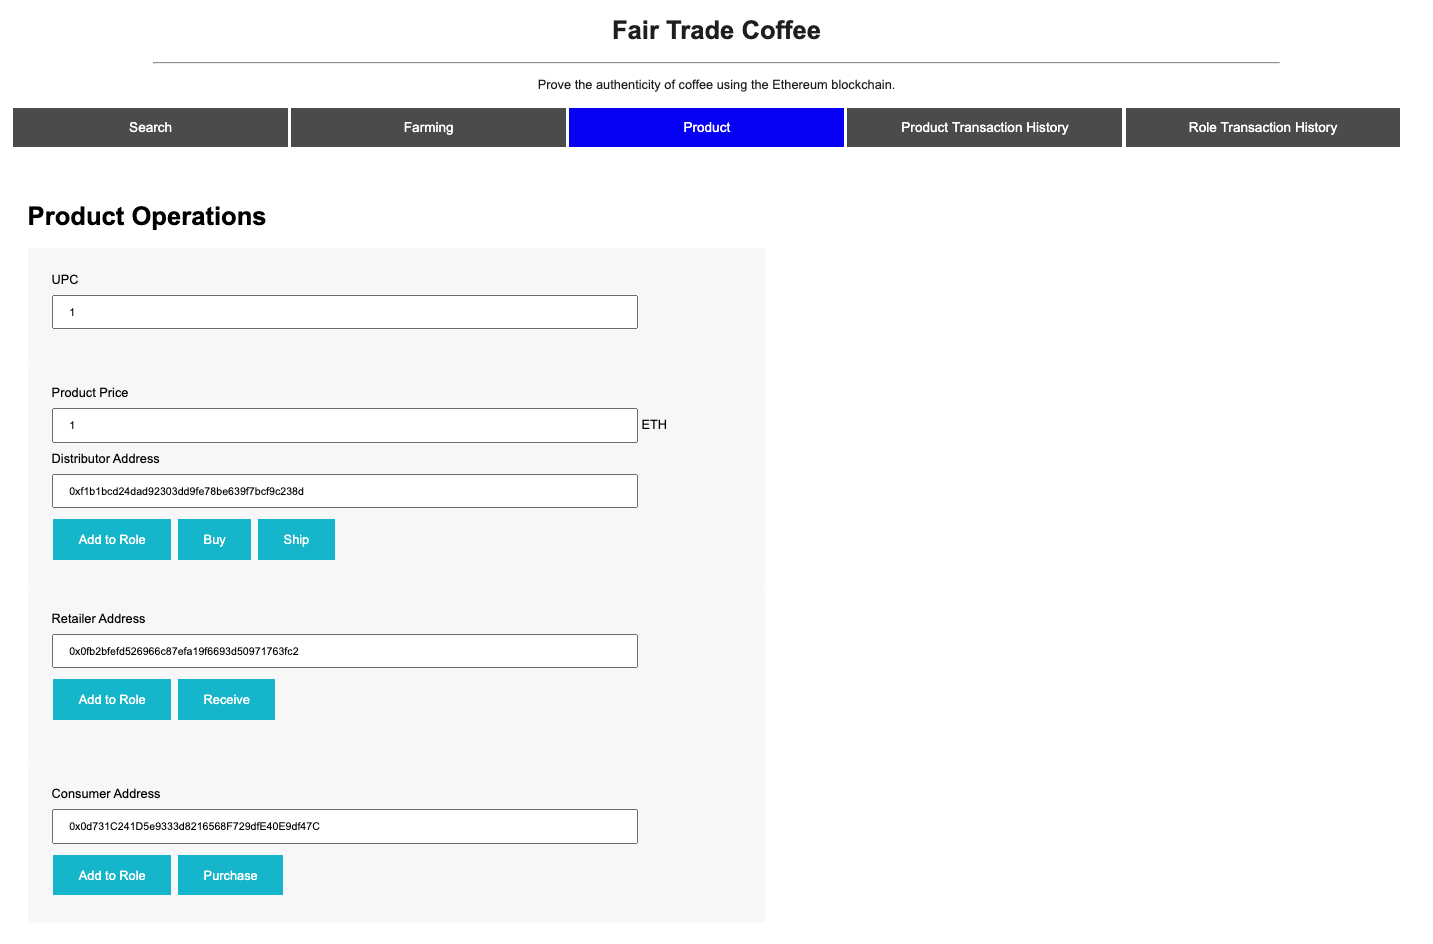 Fair Trade Coffee
Prove the authenticity of coffee using the Ethereum blockchain.
Search Farming Product Product Transaction History Role Transaction History
Product Operations
UPC
1
Product Price
1 ETH
Distributor Address
0xf1b1bcd24dad92303dd9fe78be639f7bcf9c238d
Add to Role Buy Ship
Retailer Address
0x0fb2bfefd526966c87efa19f6693d50971763fc2
Add to Role Receive
Consumer Address
0x0d731C241D5e9333d8216568F729dfE40E9df47C
Add to Role Purchase